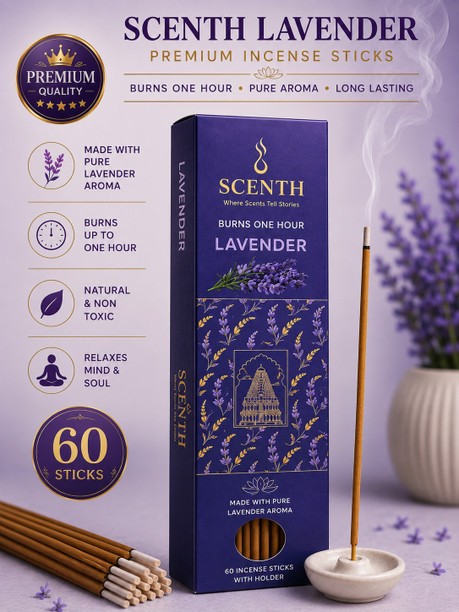 SCENTH LAVENDER
PREMIUM INCENSE STICKS
BURNS ONE HOUR • PURE AROMA • LONG LASTING
PREMIUM
QUALITY
MADE WITH
PURE
LAVENDER
AROMA
BURNS
UP TO
ONE HOUR
NATURAL
& NON
TOXIC
RELAXES
MIND &
SOUL
60
STICKS
LAVENDER
SCENTH
SCENTH
Where Scents Tell Stories
BURNS ONE HOUR
LAVENDER
MADE WITH PURE
LAVENDER AROMA
60 INCENSE STICKS
WITH HOLDER